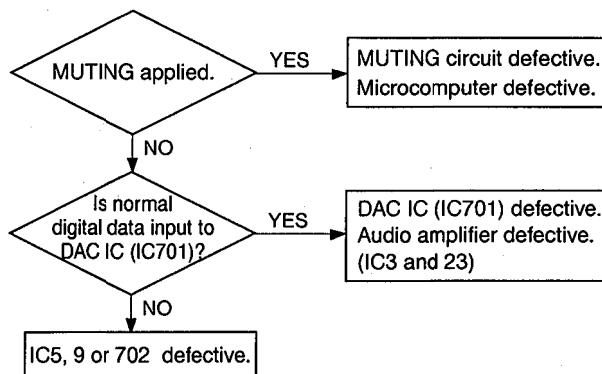 MUTING applied.
YES
MUTING circuit defective.
Microcomputer defective.
NO
Is normal
digital data input to
DAC IC (IC701)?
YES
DAC IC (IC701) defective.
Audio amplifier defective.
(IC3 and 23)
NO
IC5, 9 or 702 defective.